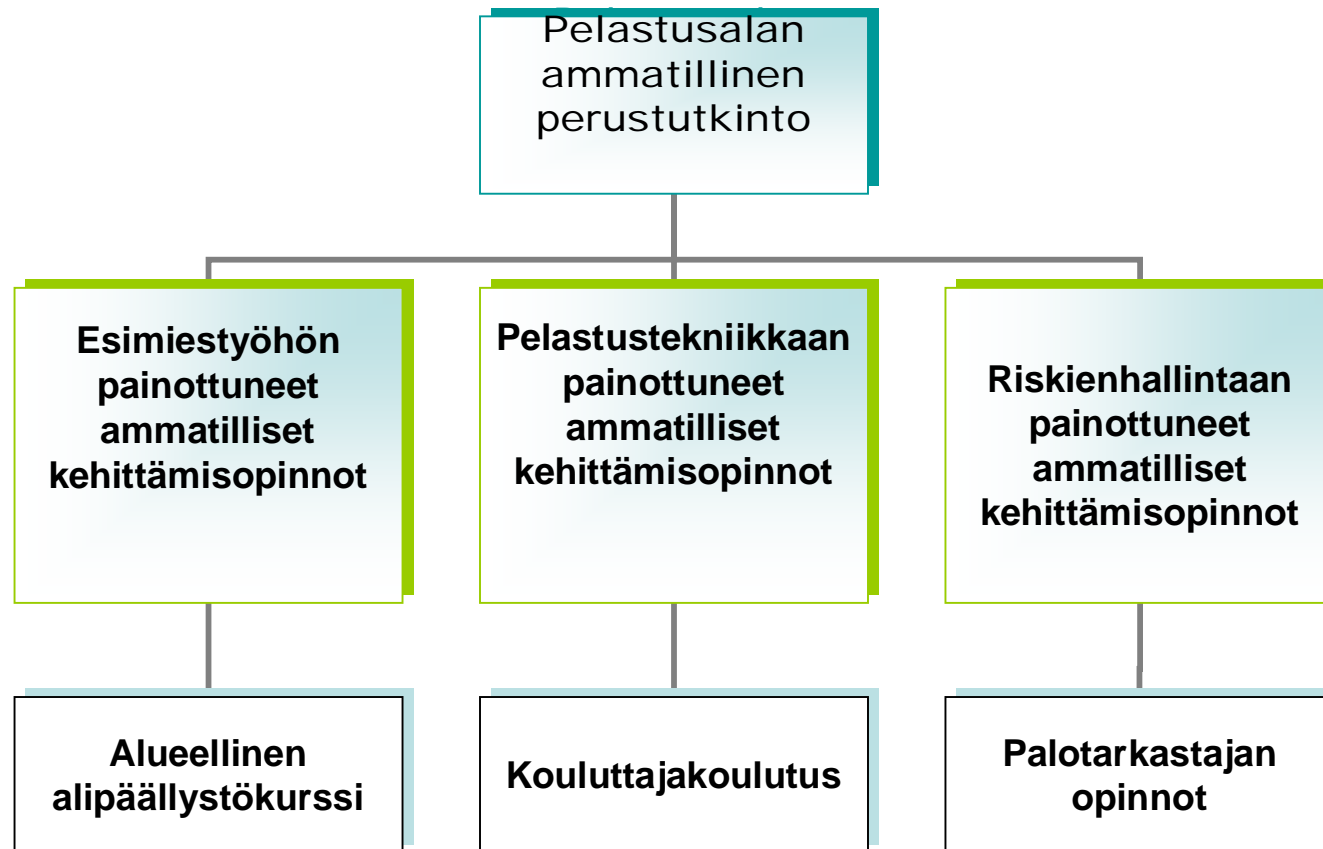 Pelastusalan
ammatillinen
perustutkinto
Esimiestyöhön
painottuneet
ammatilliset
kehittämisopinnot
Pelastustekniikkaan
painottuneet
ammatilliset
kehittämisopinnot
Riskienhallintaan
painottuneet
ammatilliset
kehittämisopinnot
Alueellinen
alipäällystökurssi
Kouluttajakoulutus
Palotarkastajan
opinnot